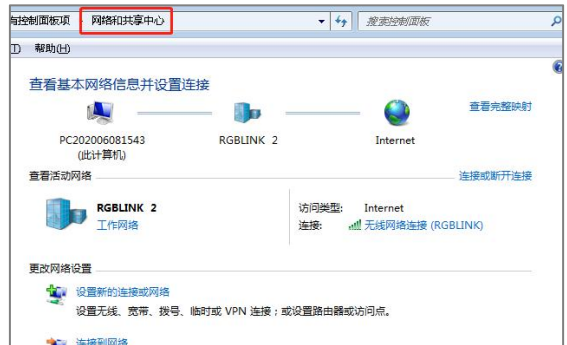 控制面板项 网络和共享中心 搜索控制面板
帮助(H)
查看基本网络信息并设置连接
查看完整映射
PC202006081543 RGBLINK 2 Internet
(此计算机)
查看活动网络 连接或断开连接
RGBLINK 2 访问类型: Internet
工作网络 连接: 无线网络连接 (RGBLINK)
更改网络设置
设置新的连接或网络
设置无线、宽带、拨号、临时或 VPN 连接；或设置路由器或访问点。
连接到网络